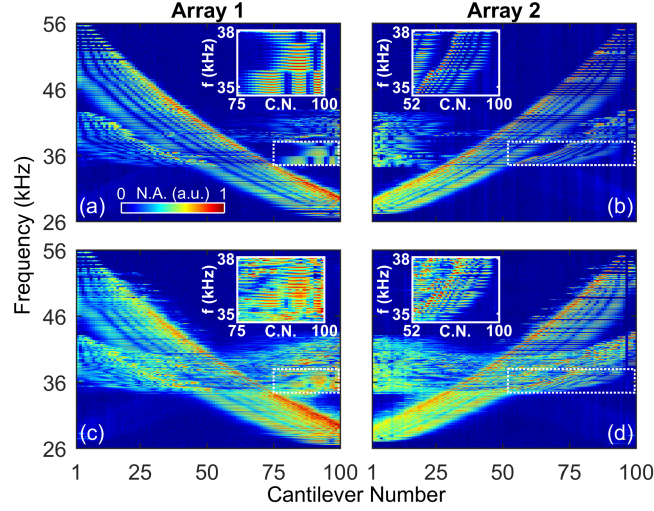 Array 1 Array 2
56
46
36
26
Frequency (kHz)
38
35
f (kHz)
75 C.N. 100
0 N.A. (a.u.) 1
(a)
38
35
f (kHz)
52 C.N. 100
(b)
56
46
36
26
38
35
f (kHz)
75 C.N. 100
(c)
38
35
f (kHz)
52 C.N. 100
(d)
1 25 50 75 100 1 25 50 75 100
Cantilever Number